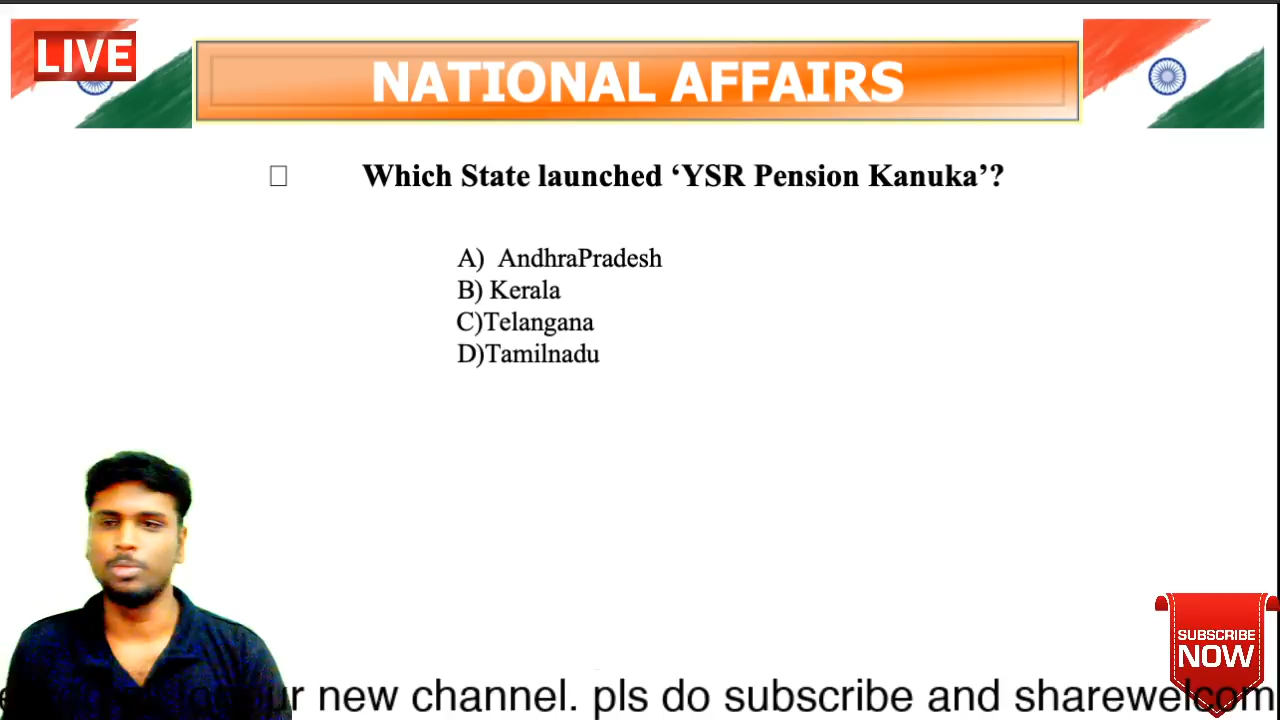 LIVE
NATIONAL AFFAIRS
Which State launched ‘YSR Pension Kanuka’?
A) AndhraPradesh
B) Kerala
C)Telangana
D)Tamilnadu
SUBSCRIBE
NOW
new channel. pls do subscribe and sharewelcom